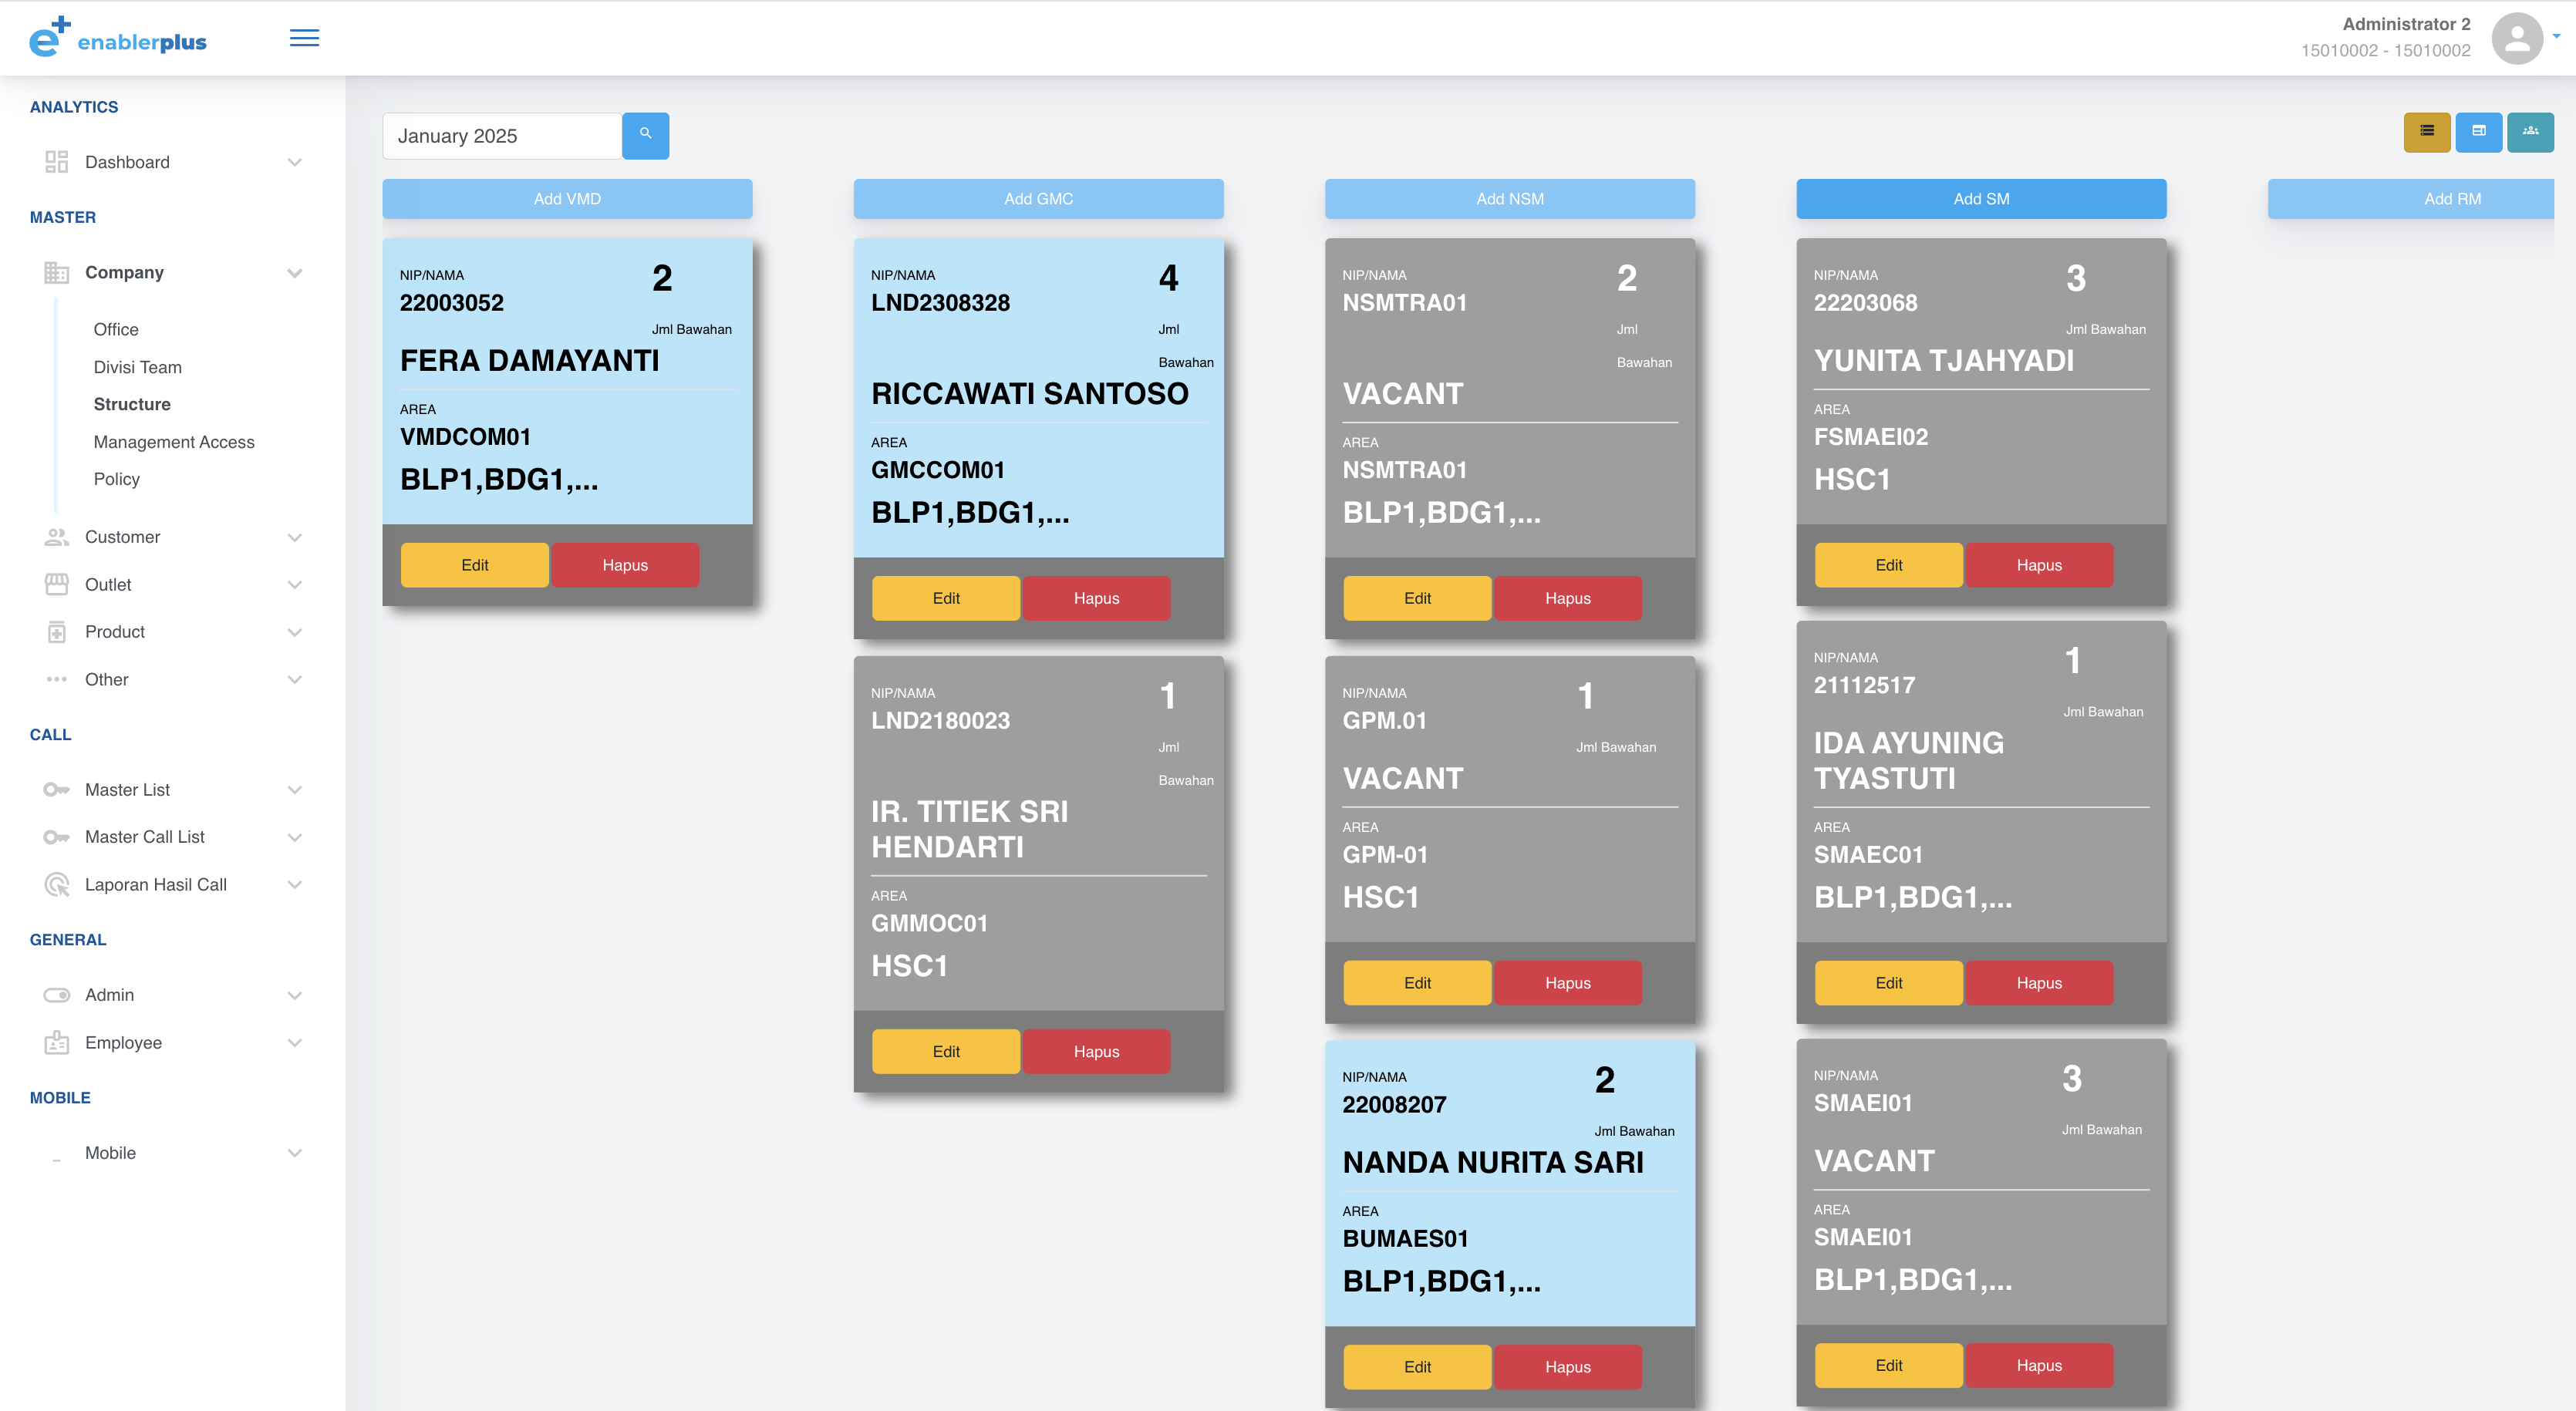 enablerplus
Administrator 2
15010002 - 15010002
ANALYTICS
Dashboard
MASTER
Company
Office
Divisi Team
Structure
Management Access
Policy
Customer
Outlet
Product
Other
CALL
Master List
Master Call List
Laporan Hasil Call
GENERAL
Admin
Employee
MOBILE
Mobile
January 2025
Add VMD
NIP/NAMA
22003052
2
Jml Bawahan
FERA DAMAYANTI
AREA
VMDCOM01
BLP1,BDG1,...
Edit
Hapus
Add GMC
NIP/NAMA
LND2308328
4
Jml
Bawahan
RICCAWATI SANTOSO
AREA
GMCCOM01
BLP1,BDG1,...
Edit
Hapus
NIP/NAMA
LND2180023
1
Jml
Bawahan
IR. TITIEK SRI
HENDARTI
AREA
GMMOC01
HSC1
Edit
Hapus
Add NSM
NIP/NAMA
NSMTRA01
2
Jml
Bawahan
VACANT
AREA
NSMTRA01
BLP1,BDG1,...
Edit
Hapus
NIP/NAMA
GPM.01
1
Jml Bawahan
VACANT
AREA
GPM-01
HSC1
Edit
Hapus
NIP/NAMA
22008207
2
Jml Bawahan
NANDA NURITA SARI
AREA
BUMAES01
BLP1,BDG1,...
Edit
Hapus
Add SM
NIP/NAMA
22203068
3
Jml Bawahan
YUNITA TJAHYADI
AREA
FSMAEI02
HSC1
Edit
Hapus
NIP/NAMA
21112517
1
Jml Bawahan
IDA AYUNING
TYASTUTI
AREA
SMAEC01
BLP1,BDG1,...
Edit
Hapus
NIP/NAMA
SMAEI01
3
Jml Bawahan
VACANT
AREA
SMAEI01
BLP1,BDG1,...
Edit
Hapus
Add RM